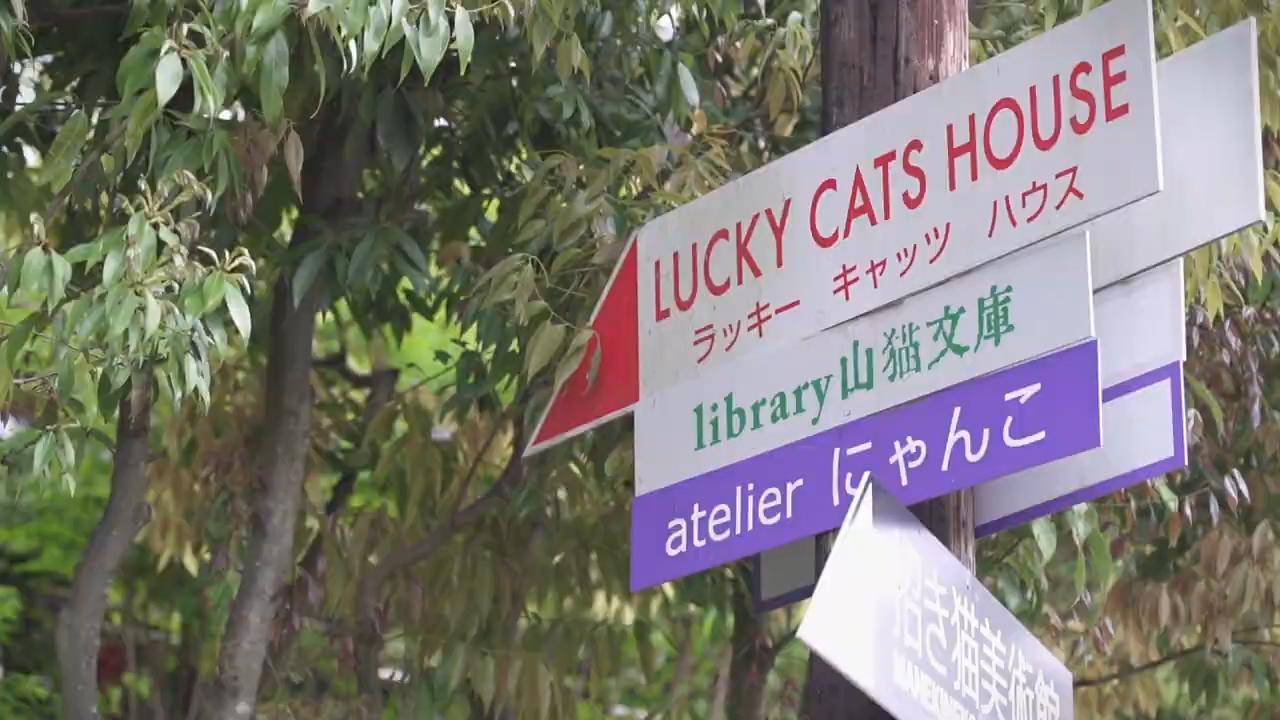 LUCKY CATS HOUSE
ラッキー キャッツ ハウス
library山猫文庫
atelier にゃんこ
招き猫美術館